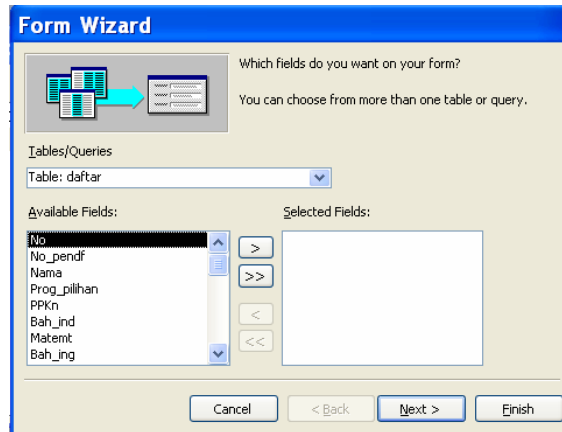 Form Wizard
Which fields do you want on your form?
You can choose from more than one table or query.
Tables/Queries
Table: daftar
Available Fields:
Selected Fields:
No
No_pendf
Nama
Prog_pilihan
PPKn
Bah_ind
Matemt
Bah_ing
>
>>
<
<<
Cancel
< Back
Next >
Finish